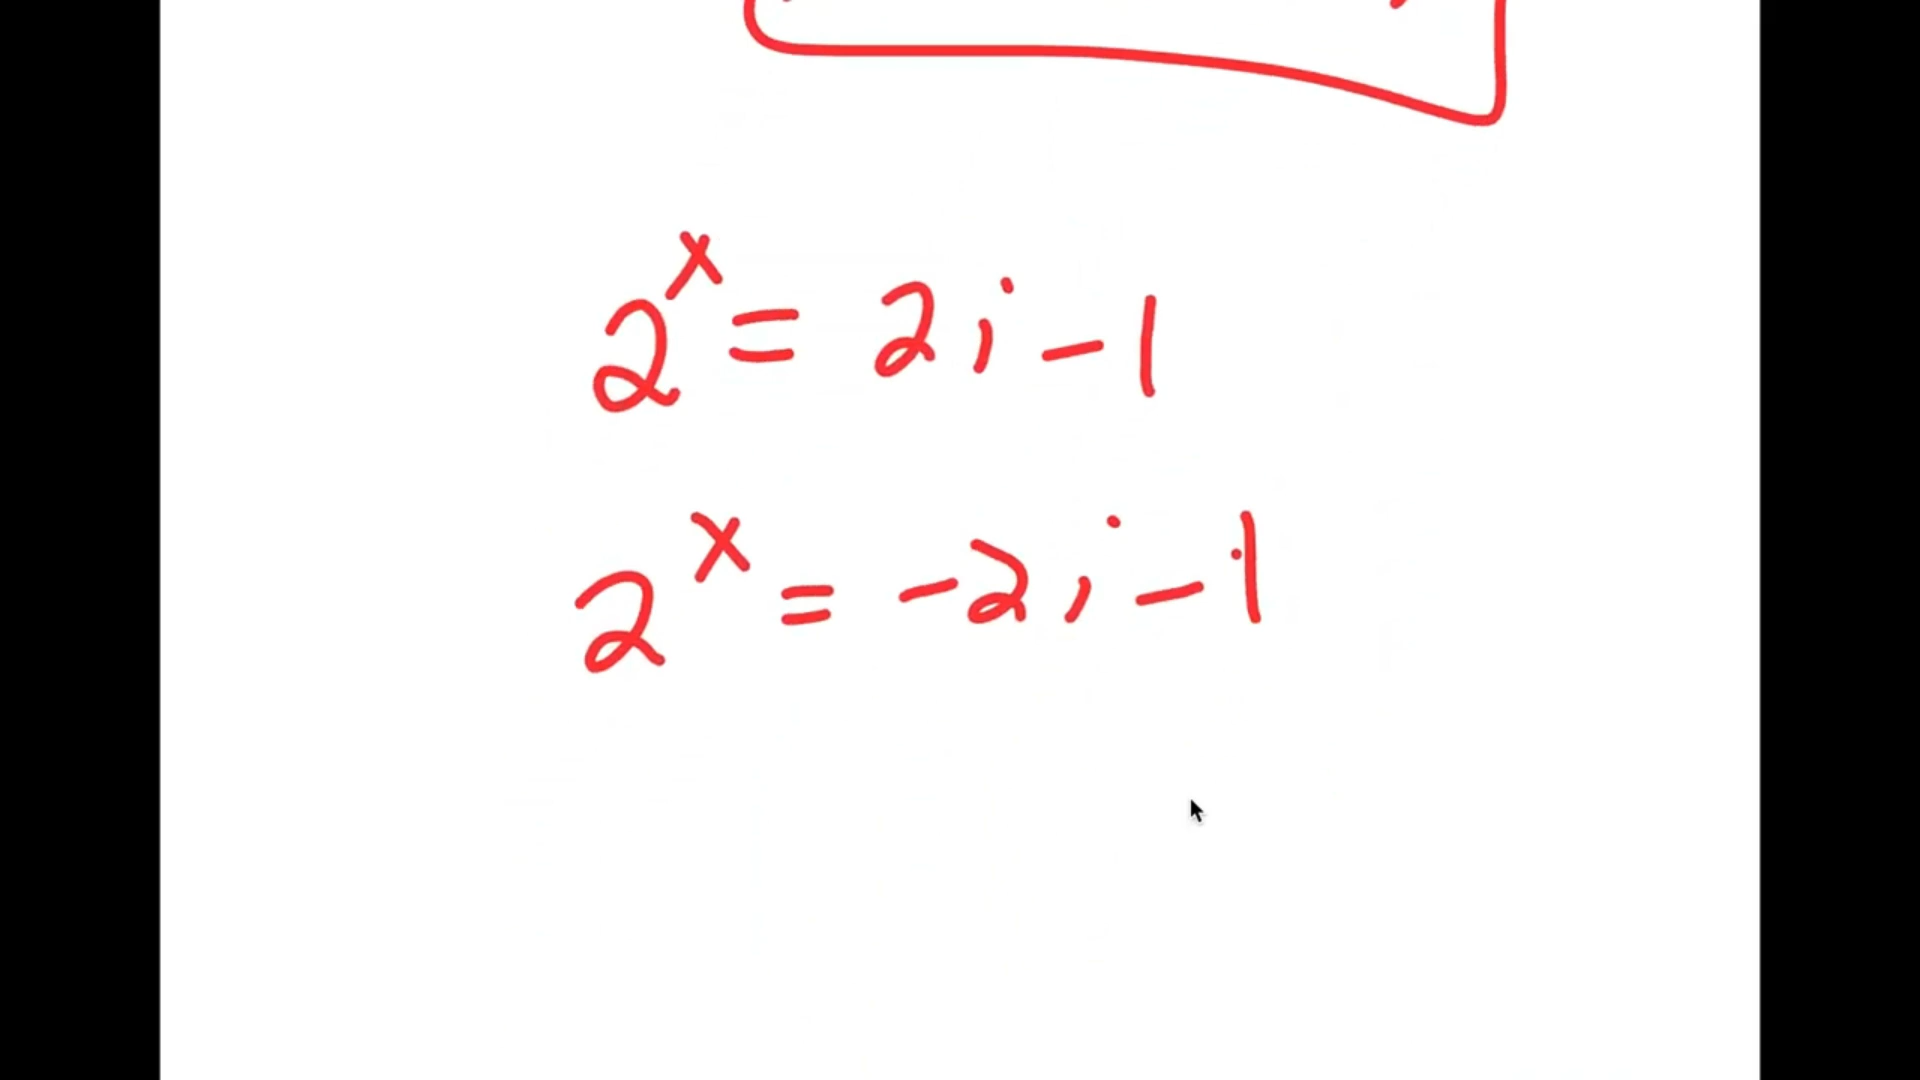 2^x = 2i - 1
2^x = -2i - 1